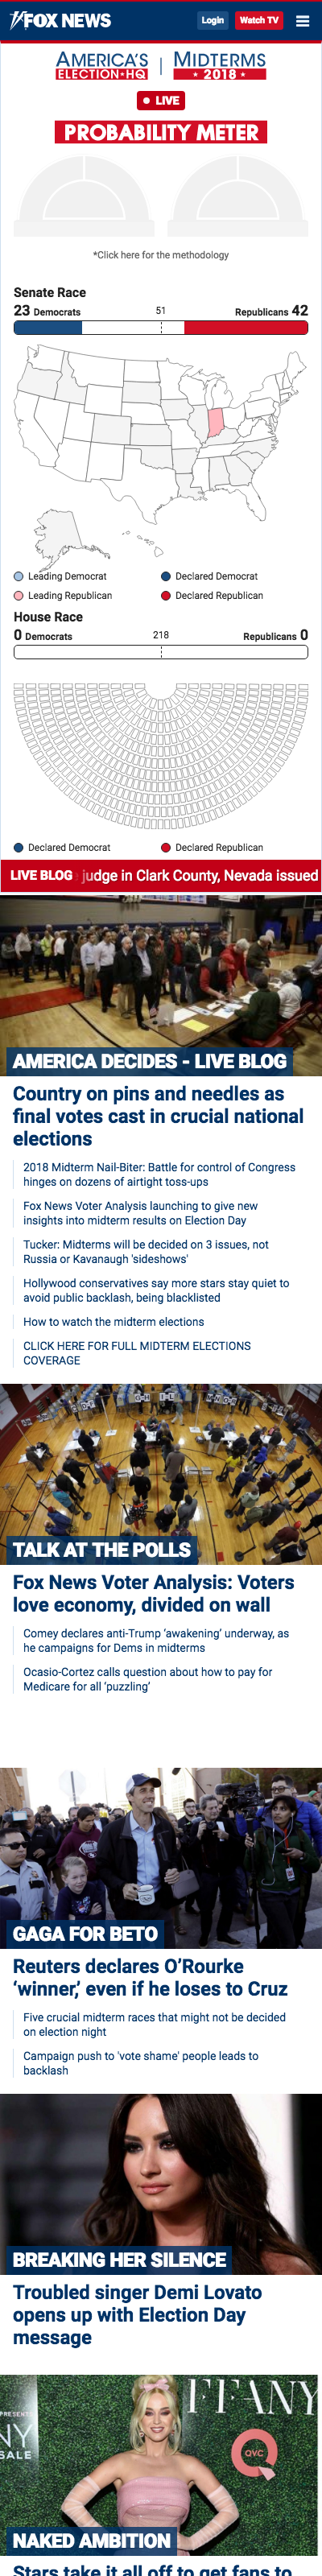 FOX NEWS
Login
Watch TV
AMERICA'S
ELECTION HQ
MIDTERMS
2018
LIVE
PROBABILITY METER
*Click here for the methodology
Senate Race
23 Democrats
51
Republicans 42
Leading Democrat
Declared Democrat
Leading Republican
Declared Republican
House Race
0 Democrats
218
Republicans 0
Declared Democrat
Declared Republican
LIVE BLOG
judge in Clark County, Nevada issued
AMERICA DECIDES - LIVE BLOG
Country on pins and needles as
final votes cast in crucial national
elections
2018 Midterm Nail-Biter: Battle for control of Congress
hinges on dozens of airtight toss-ups
Fox News Voter Analysis launching to give new
insights into midterm results on Election Day
Tucker: Midterms will be decided on 3 issues, not
Russia or Kavanaugh 'sideshows'
Hollywood conservatives say more stars stay quiet to
avoid public backlash, being blacklisted
How to watch the midterm elections
CLICK HERE FOR FULL MIDTERM ELECTIONS
COVERAGE
TALK AT THE POLLS
Fox News Voter Analysis: Voters
love economy, divided on wall
Comey declares anti-Trump ‘awakening’ underway, as
he campaigns for Dems in midterms
Ocasio-Cortez calls question about how to pay for
Medicare for all ‘puzzling’
GAGA FOR BETO
Reuters declares O’Rourke
‘winner,’ even if he loses to Cruz
Five crucial midterm races that might not be decided
on election night
Campaign push to 'vote shame' people leads to
backlash
BREAKING HER SILENCE
Troubled singer Demi Lovato
opens up with Election Day
message
PRESENT
FFANY
NY
SALE
QVC
NAKED AMBITION
Stars take it all off to get fans to